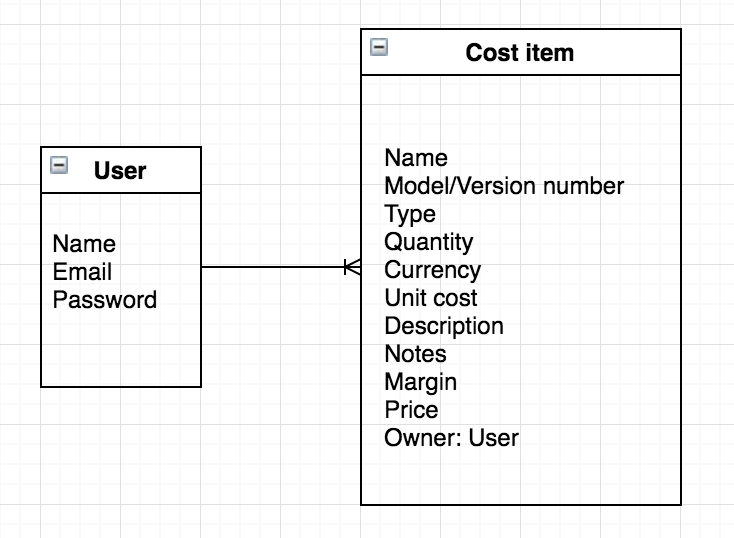 User
Name
Email
Password
Cost item
Name
Model/Version number
Type
Quantity
Currency
Unit cost
Description
Notes
Margin
Price
Owner: User